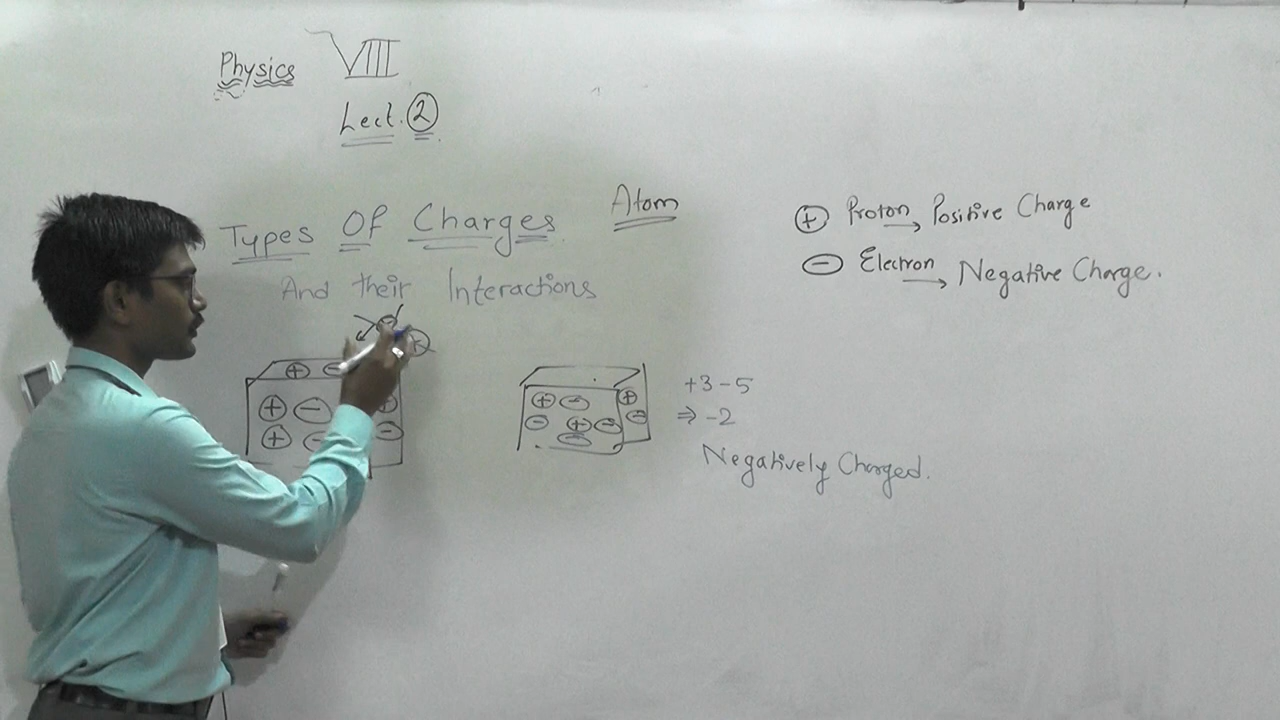 Physics VIII
Lect. 2
Types Of Charges
And their Interactions
Atom
+ Proton → Positive Charge
- Electron → Negative Charge.
+ -
+ -
+ -
+
-
+ - +
- + - -
-
+3 -5
⇒ -2
Negatively Charged.